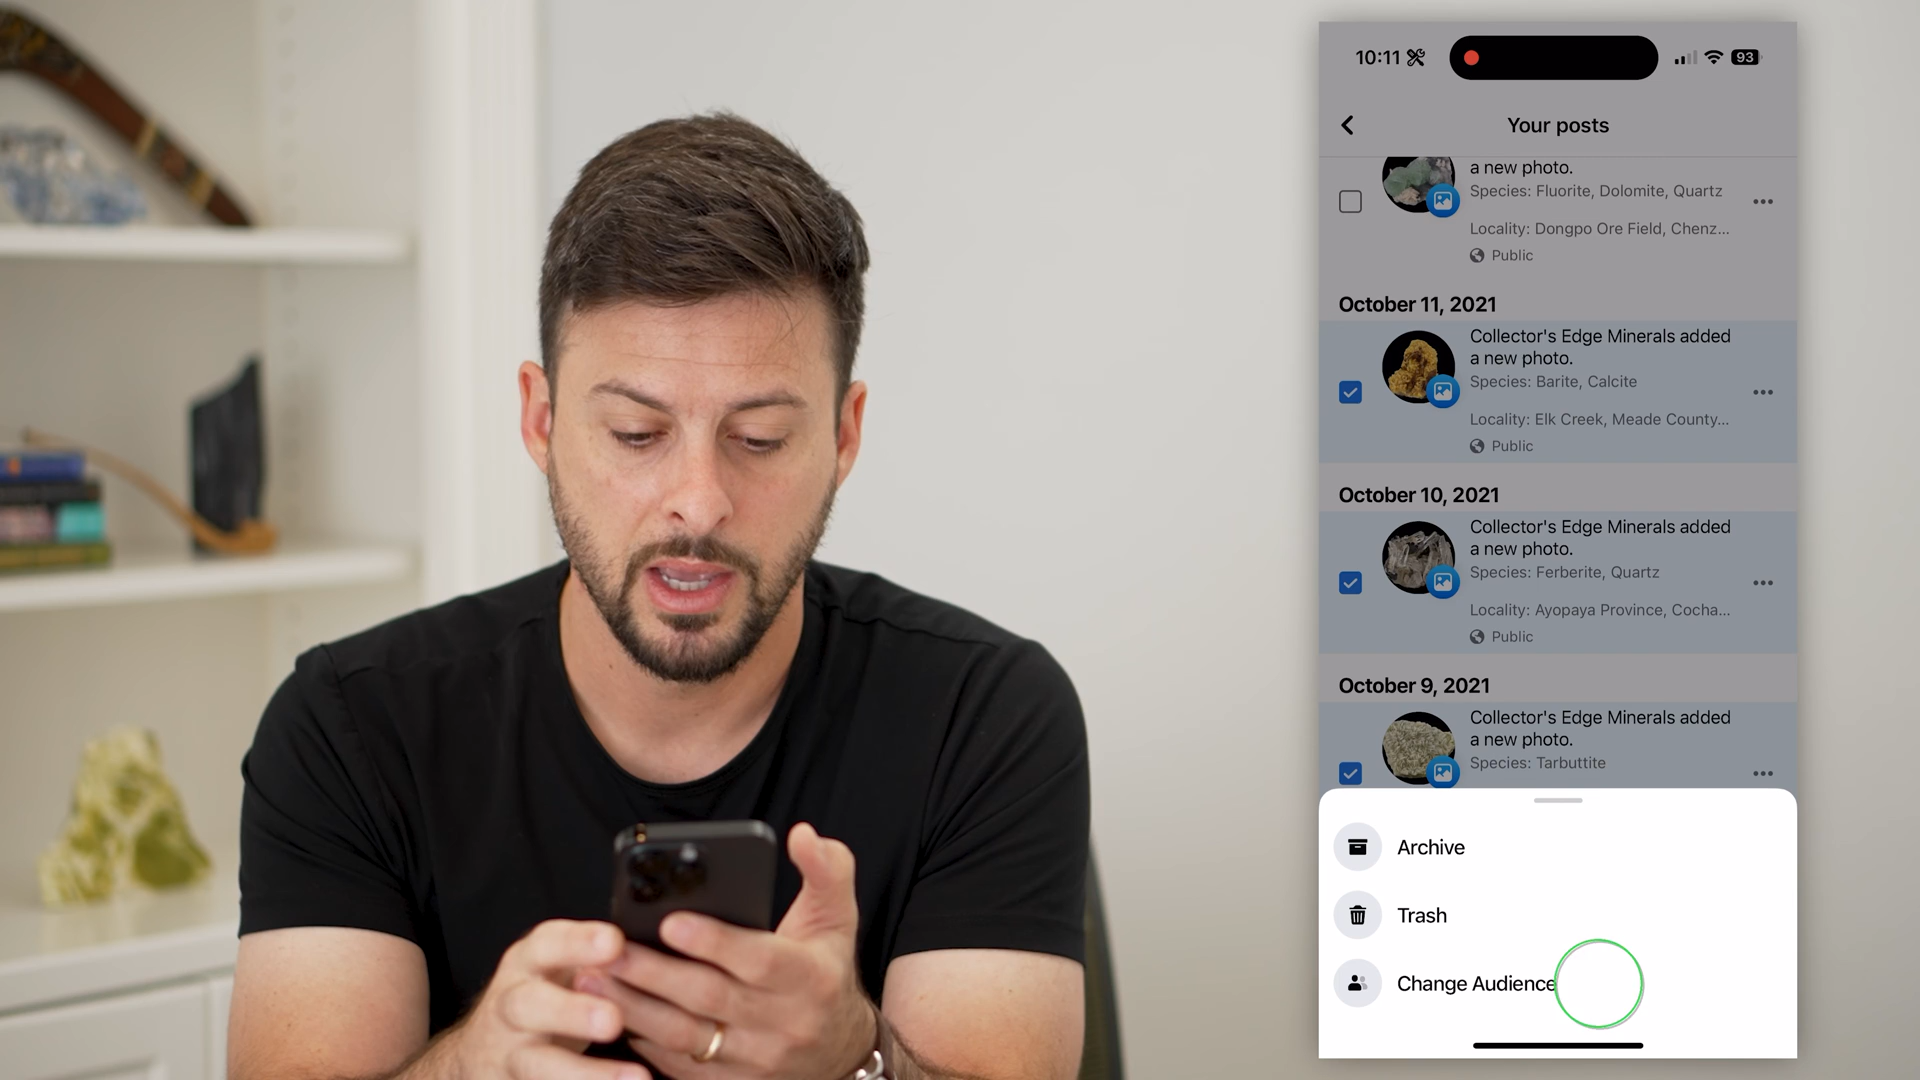 10:11
93
Your posts
a new photo.
Species: Fluorite, Dolomite, Quartz
Locality: Dongpo Ore Field, Chenz...
Public
October 11, 2021
Collector's Edge Minerals added
a new photo.
Species: Barite, Calcite
Locality: Elk Creek, Meade County...
Public
October 10, 2021
Collector's Edge Minerals added
a new photo.
Species: Ferberite, Quartz
Locality: Ayopaya Province, Cocha...
Public
October 9, 2021
Collector's Edge Minerals added
a new photo.
Species: Tarbuttite
Archive
Trash
Change Audience